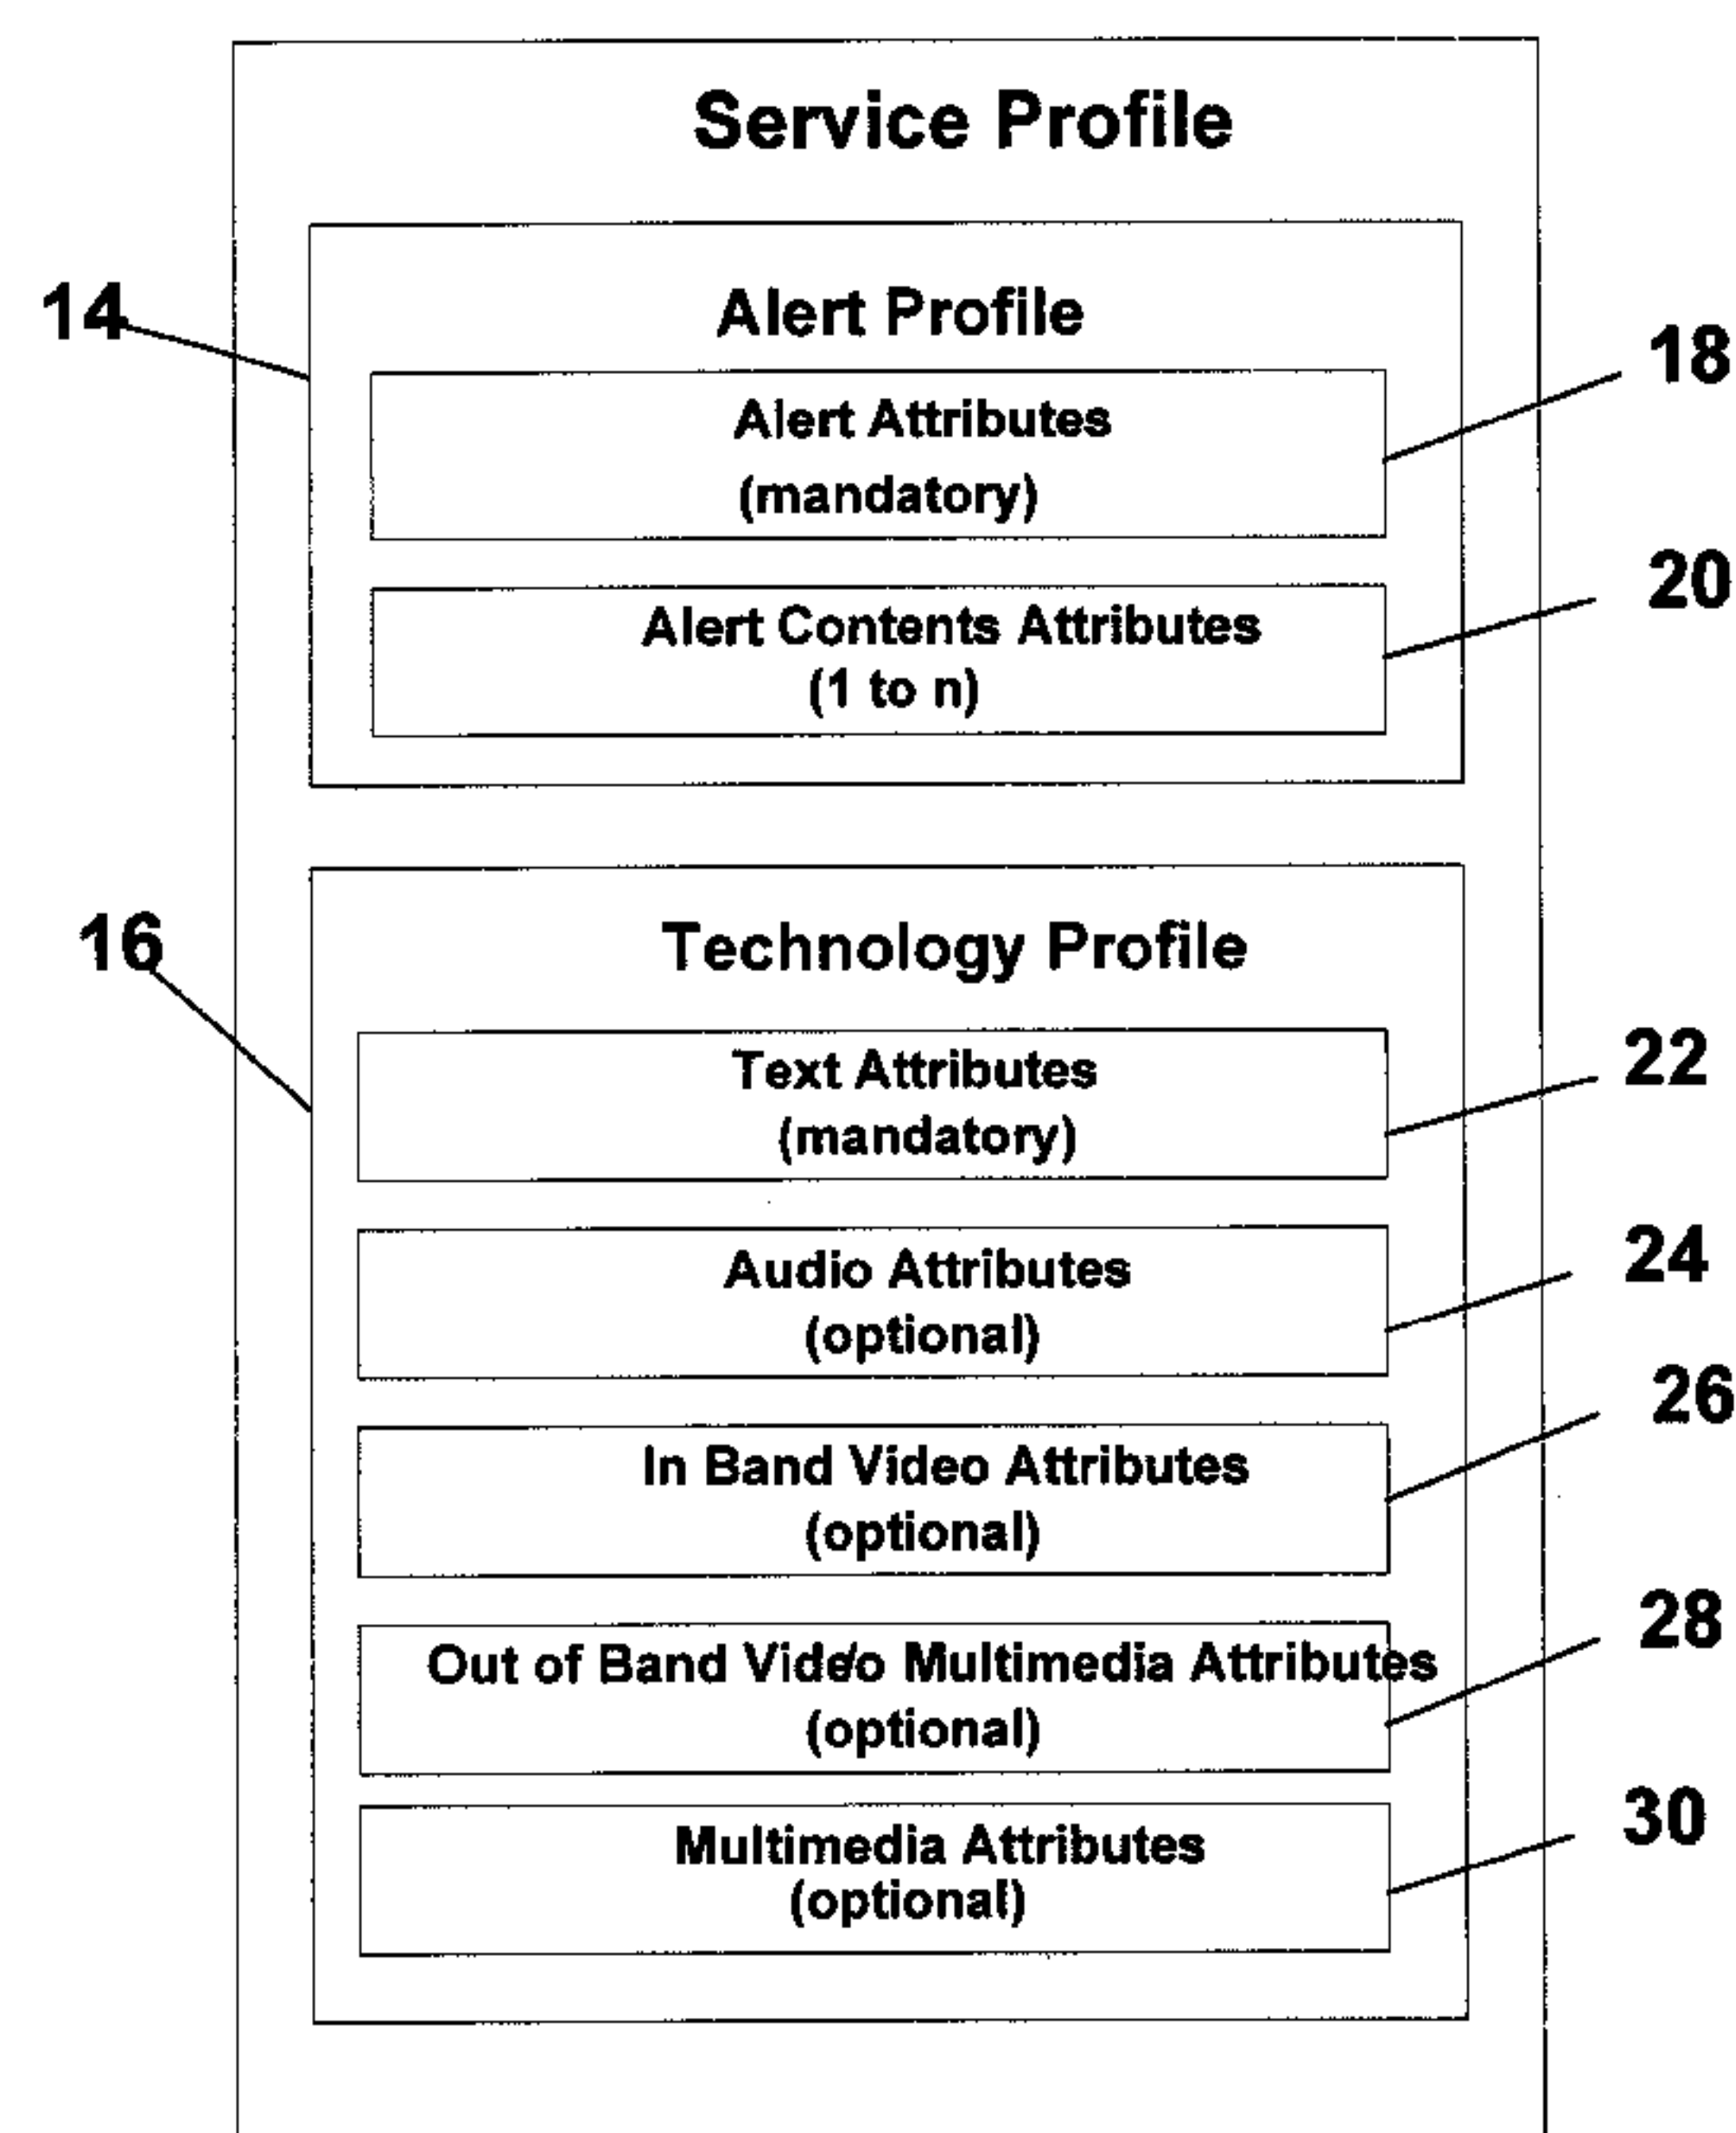 Service Profile
14
Alert Profile
18
Alert Attributes
(mandatory)
20
Alert Contents Attributes
(1 to n)
16
Technology Profile
22
Text Attributes
(mandatory)
24
Audio Attributes
(optional)
26
In Band Video Attributes
(optional)
28
Out of Band Video Multimedia Attributes
(optional)
30
Multimedia Attributes
(optional)